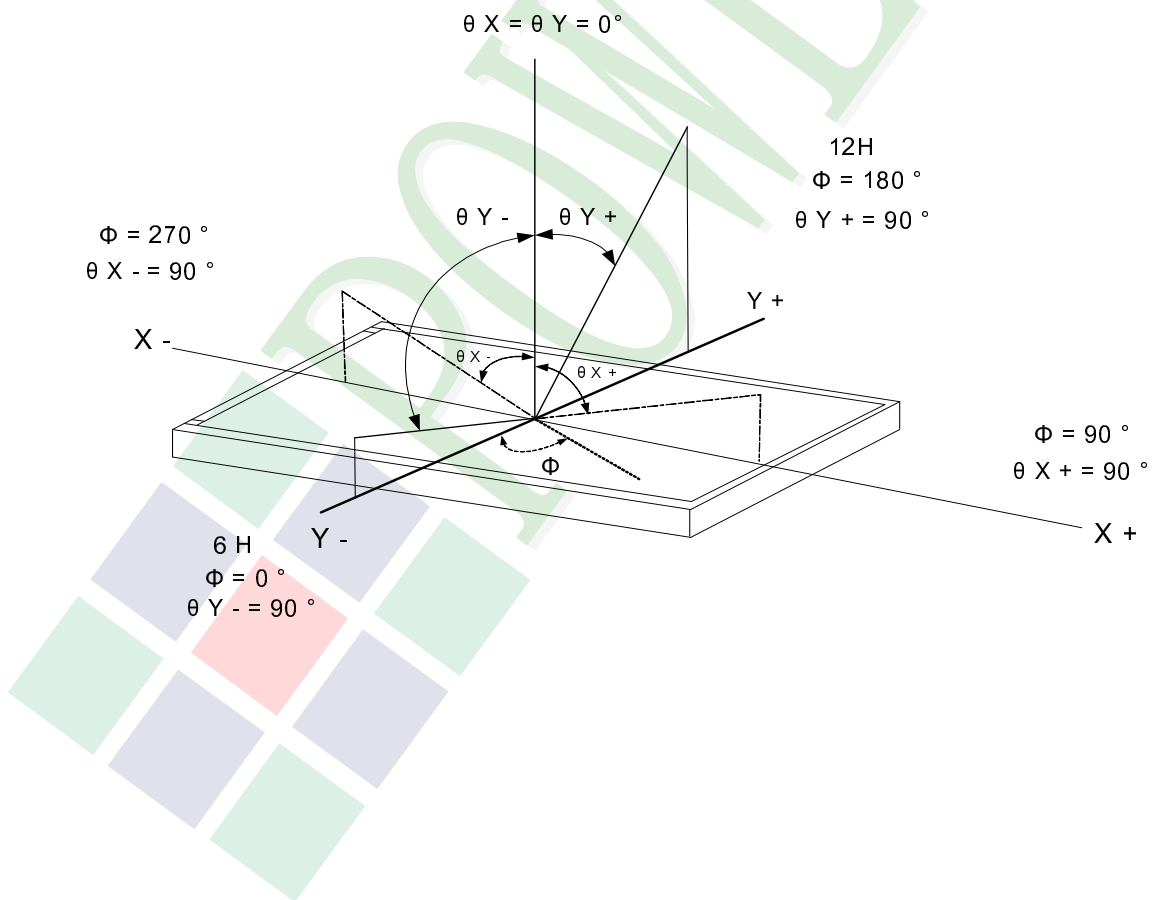 θ X = θ Y = 0°
12H
Φ = 180 °
θ Y + = 90 °
θ Y -
θ Y +
Φ = 270 °
θ X - = 90 °
Y +
X -
θ X -
θ X +
Φ = 90 °
θ X + = 90 °
Φ
X +
Y -
6 H
Φ = 0 °
θ Y - = 90 °